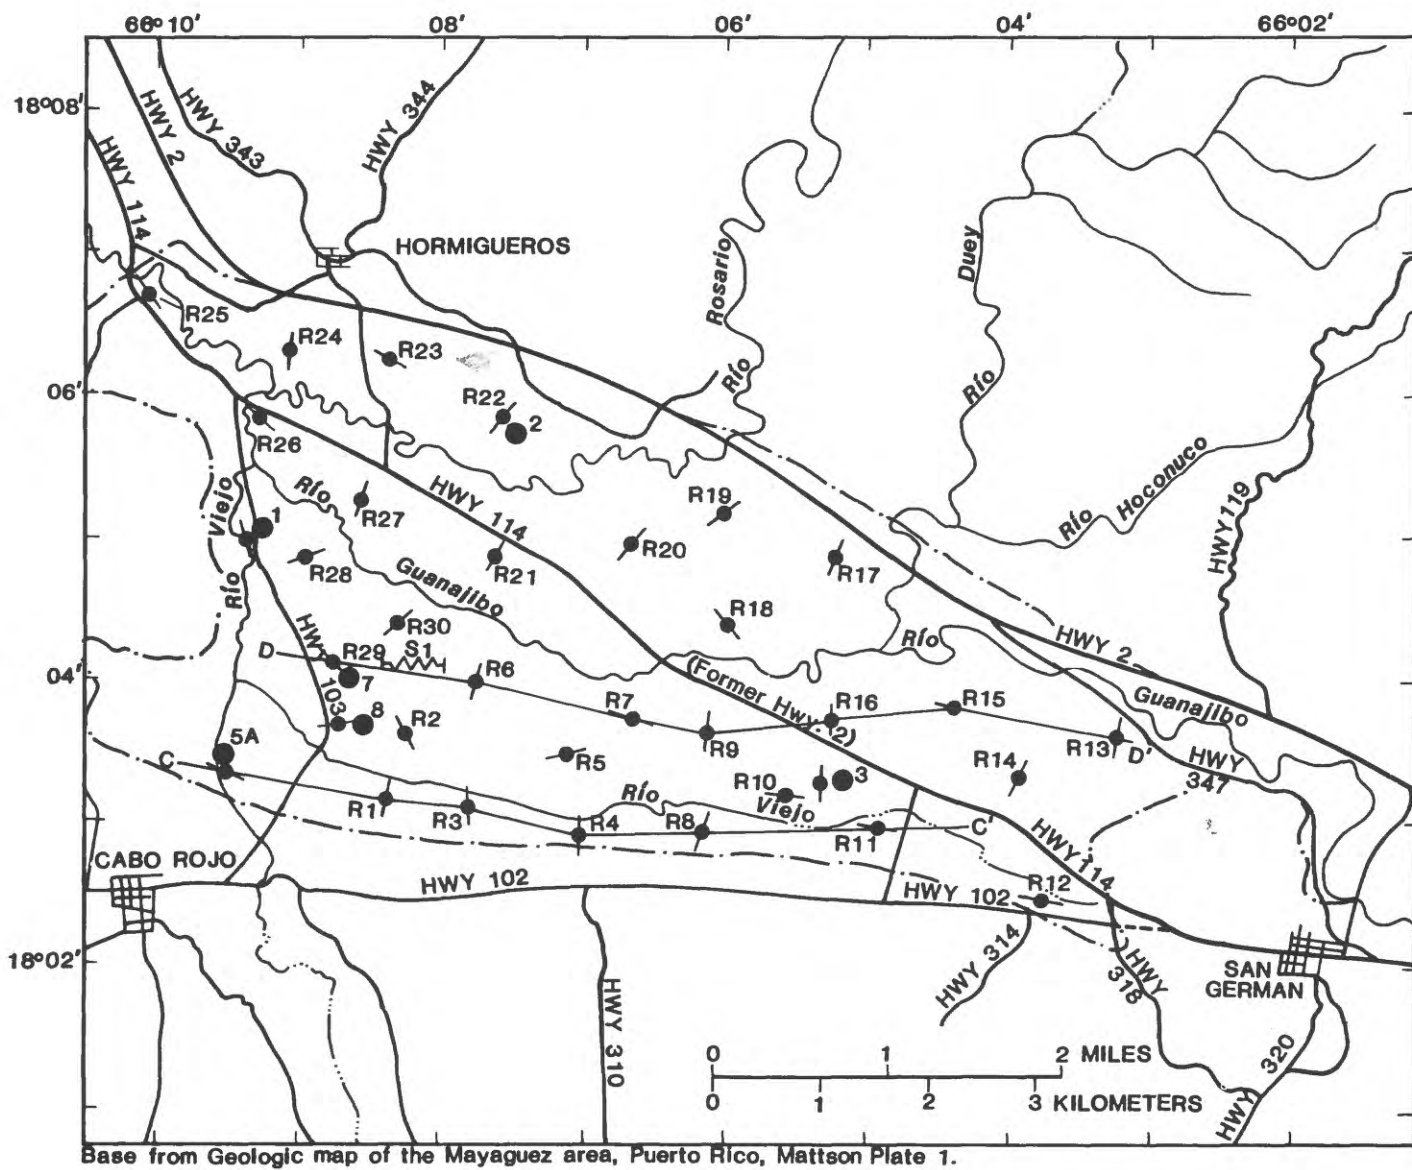 66°10' 08' 06' 04' 66°02'
18°08'
HWY 2
HWY 343
HWY 344
HWY 114
HORMIGUEROS
Río Rosario
Río Duey
R25
R24
R23
06'
R22
2
R26
Río Hoconuco
HWY 119
Río Viejo
1
Río Guanajibo
R27
HWY 114
R19
R20
R28
R21
R17
R30
R18
Río Guanajibo
HWY 2
D
R29
S1
R6
04'
7
(Former Hwy. 2)
HWY 103
8
R2
R7
R9
R16
R15
R13
D'
5A
C
R5
R10
3
R14
HWY 347
R1
R3
R4
Río Viejo
R8
R11
C'
HWY 114
CABO ROJO
HWY 102
HWY 102
R12
18°02'
HWY 310
HWY 314
HWY 318
SAN GERMAN
HWY 320
0 1 2 MILES
0 1 2 3 KILOMETERS
Base from Geologic map of the Mayaguez area, Puerto Rico, Mattson Plate 1.